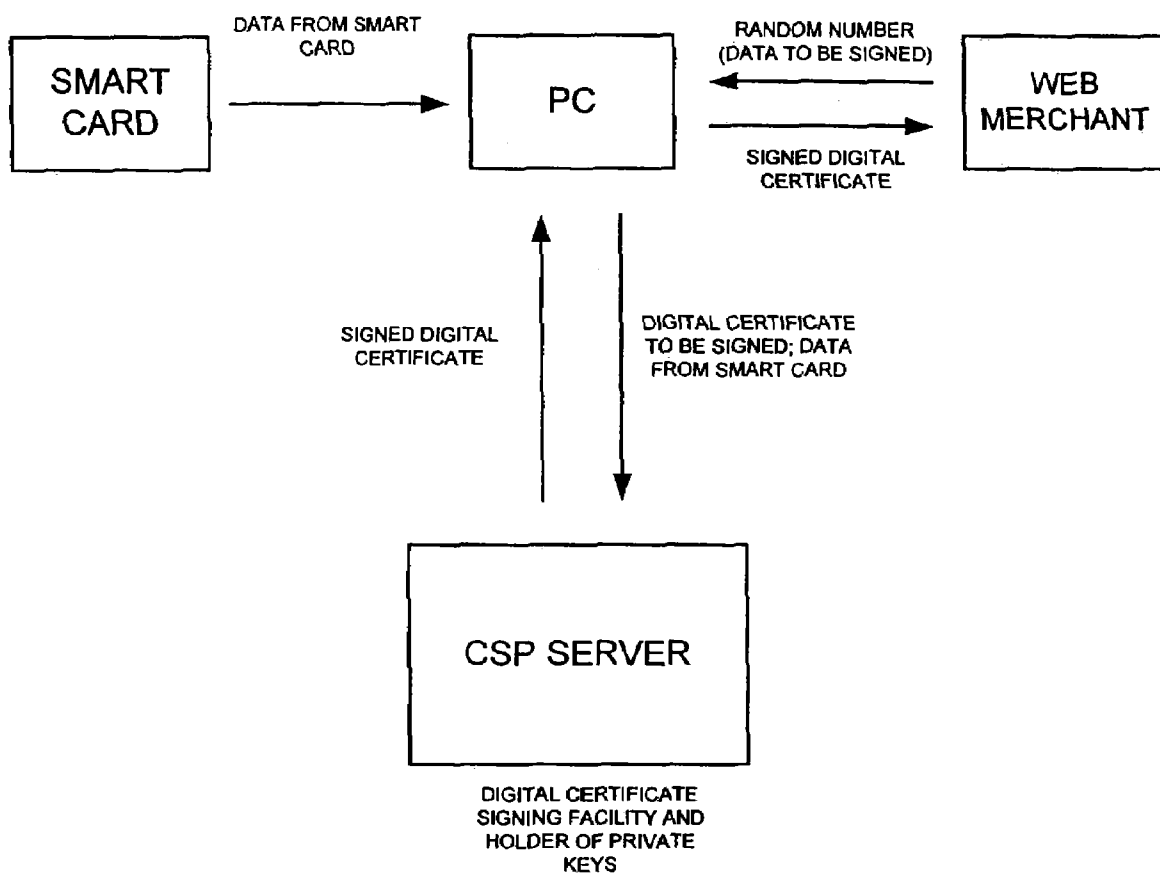 DATA FROM SMART
CARD
SMART
CARD
PC
RANDOM NUMBER
(DATA TO BE SIGNED)
WEB
MERCHANT
SIGNED DIGITAL
CERTIFICATE
SIGNED DIGITAL
CERTIFICATE
DIGITAL CERTIFICATE
TO BE SIGNED; DATA
FROM SMART CARD
CSP SERVER
DIGITAL CERTIFICATE
SIGNING FACILITY AND
HOLDER OF PRIVATE
KEYS